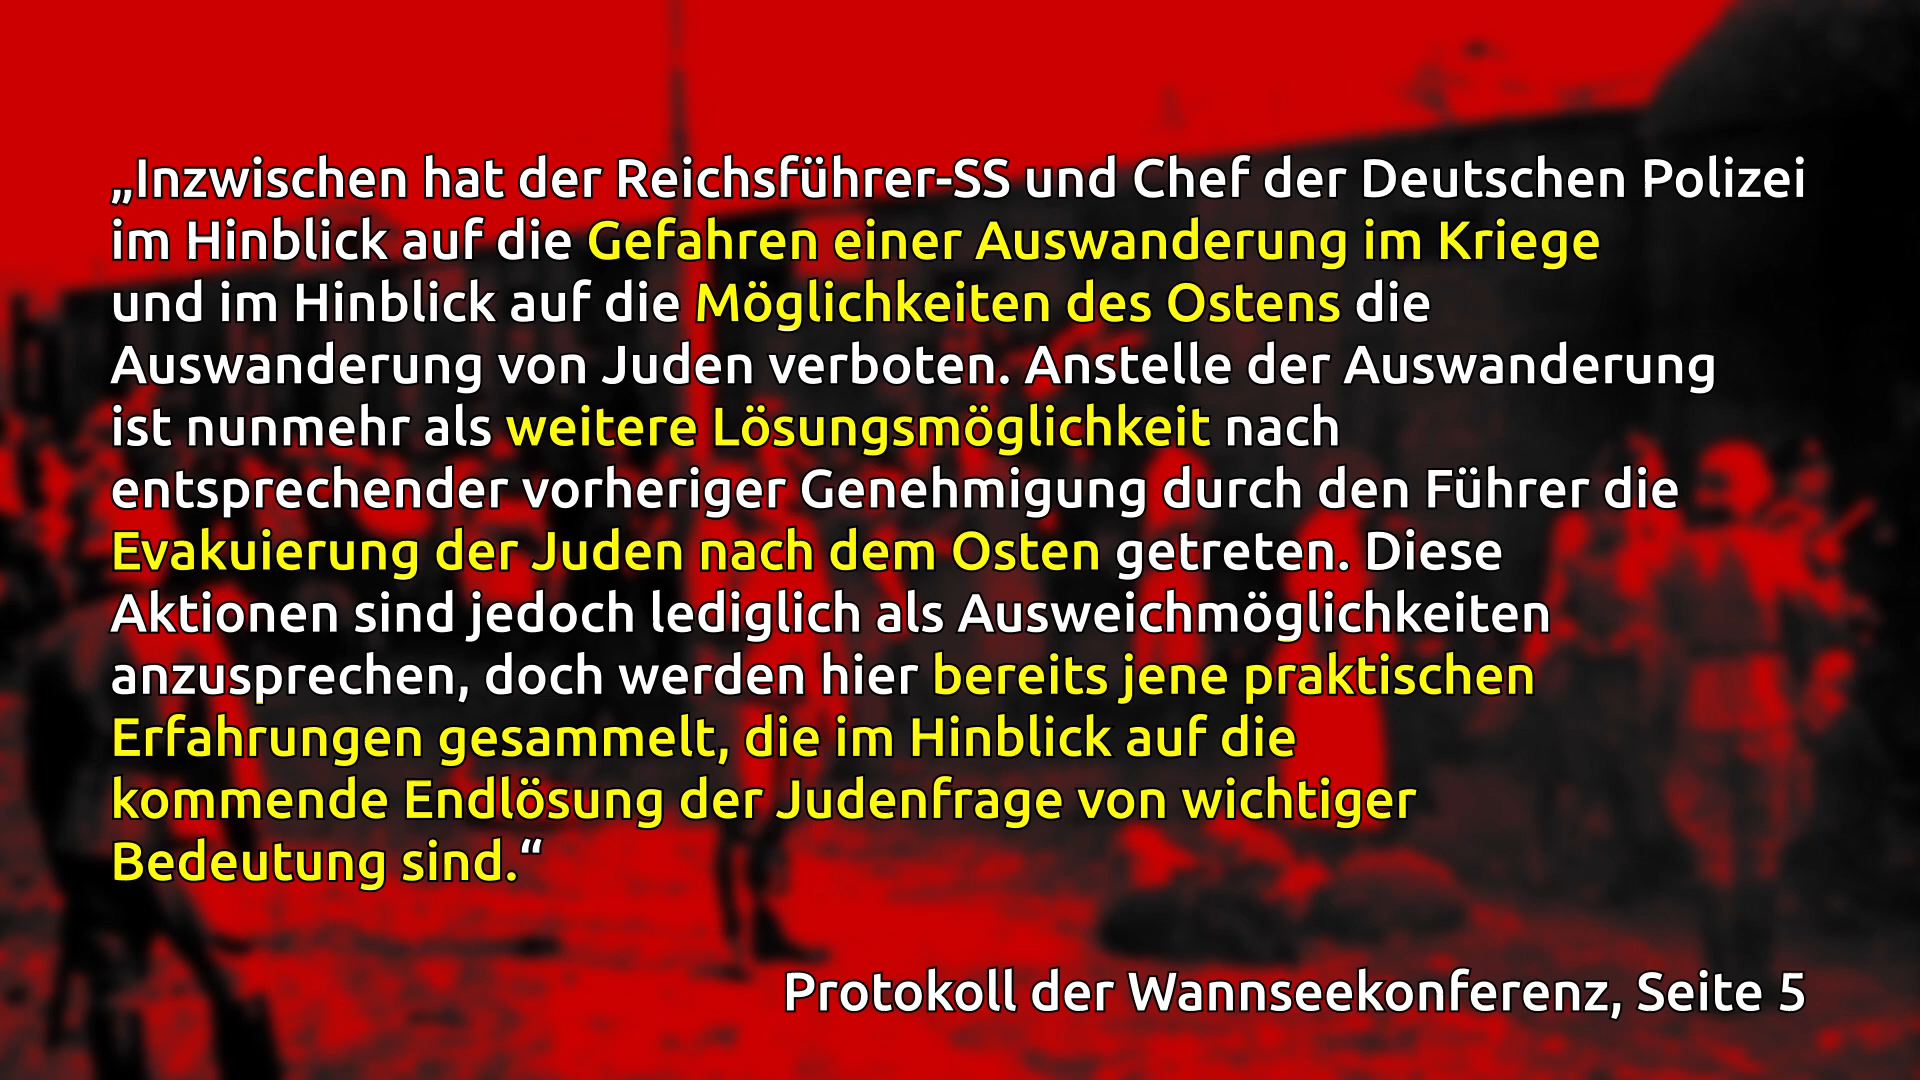 „Inzwischen hat der Reichsführer-SS und Chef der Deutschen Polizei
im Hinblick auf die Gefahren einer Auswanderung im Kriege
und im Hinblick auf die Möglichkeiten des Ostens die
Auswanderung von Juden verboten. Anstelle der Auswanderung
ist nunmehr als weitere Lösungsmöglichkeit nach
entsprechender vorheriger Genehmigung durch den Führer die
Evakuierung der Juden nach dem Osten getreten. Diese
Aktionen sind jedoch lediglich als Ausweichmöglichkeiten
anzusprechen, doch werden hier bereits jene praktischen
Erfahrungen gesammelt, die im Hinblick auf die
kommende Endlösung der Judenfrage von wichtiger
Bedeutung sind.“
Protokoll der Wannseekonferenz, Seite 5